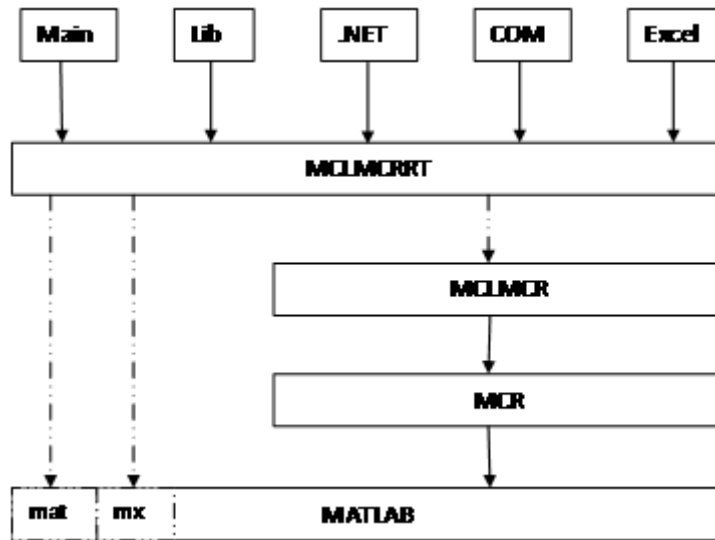 Main Lib .NET COM Excel
MCLMCRRT
MCLMCR
MCR
mat mx MATLAB